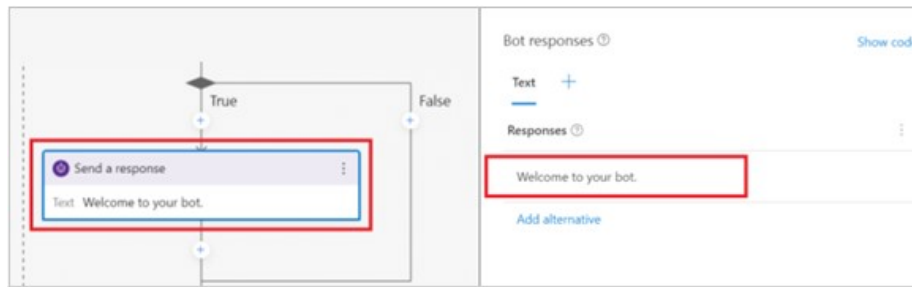 True
False
Send a response
Text Welcome to your bot.
Bot responses
Show code
Text
Responses
Welcome to your bot.
Add alternative